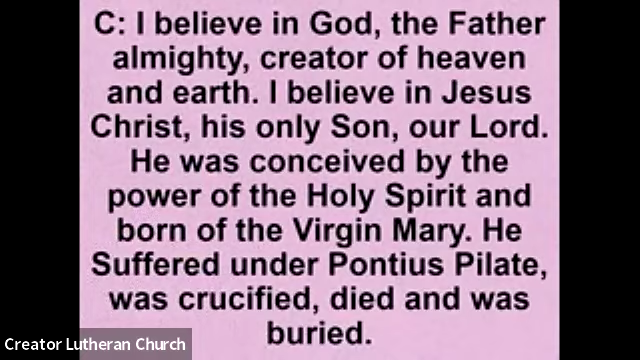 C: I believe in God, the Father
almighty, creator of heaven
and earth. I believe in Jesus
Christ, his only Son, our Lord.
He was conceived by the
power of the Holy Spirit and
born of the Virgin Mary. He
Suffered under Pontius Pilate,
was crucified, died and was
buried.
Creator Lutheran Church